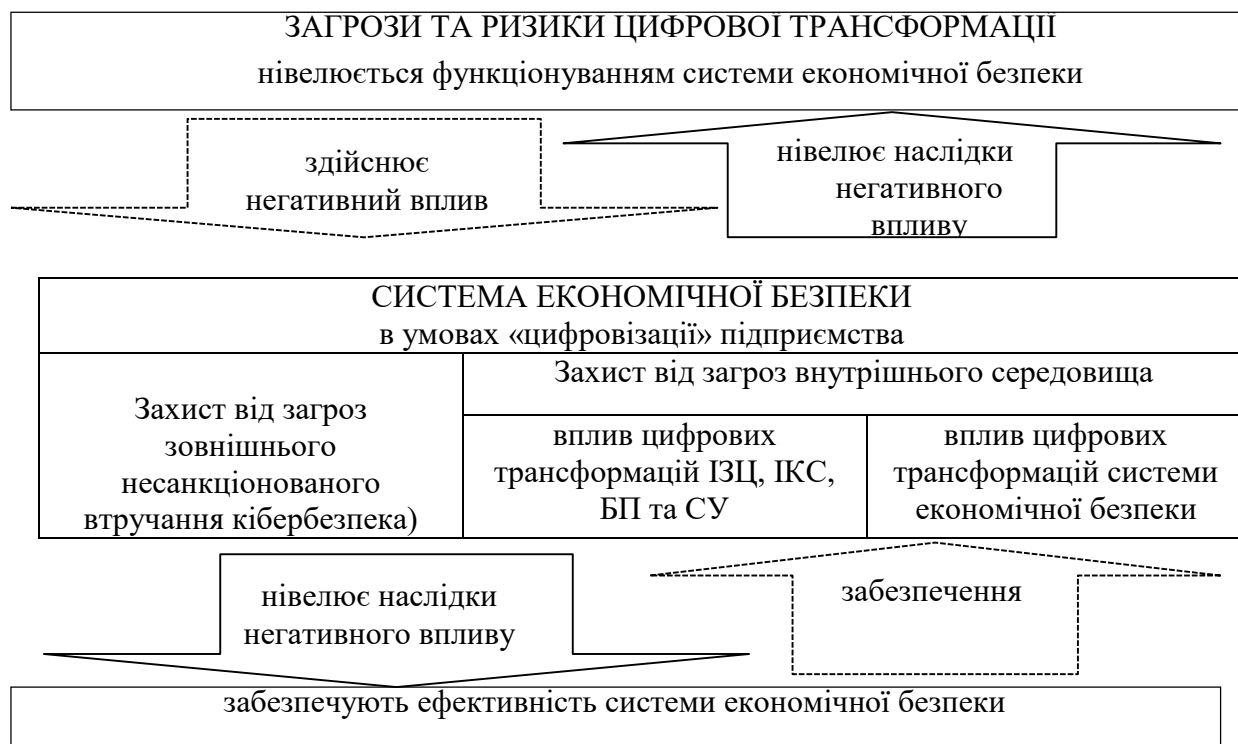 ЗАГРОЗИ ТА РИЗИКИ ЦИФРОВОЇ ТРАНСФОРМАЦІЇ
нівелюється функціонуванням системи економічної безпеки
здійснює
негативний вплив
нівелює наслідки
негативного
впливу
СИСТЕМА ЕКОНОМІЧНОЇ БЕЗПЕКИ
в умовах «цифровізації» підприємства
Захист від загроз
зовнішнього
несанкціонованого
втручання кібербезпека)
Захист від загроз внутрішнього середовища
вплив цифрових
трансформацій ІЗЦ, ІКС,
БП та СУ
вплив цифрових
трансформацій системи
економічної безпеки
нівелює наслідки
негативного впливу
забезпечення
забезпечують ефективність системи економічної безпеки